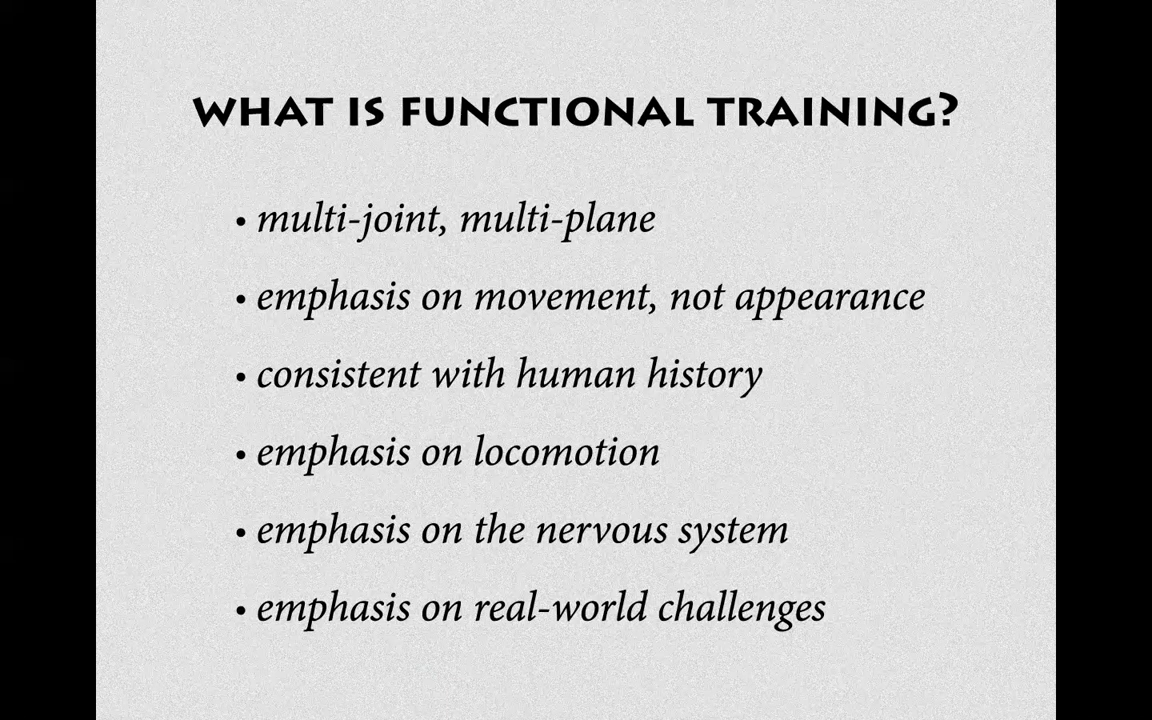 WHAT IS FUNCTIONAL TRAINING?
• multi-joint, multi-plane
• emphasis on movement, not appearance
• consistent with human history
• emphasis on locomotion
• emphasis on the nervous system
• emphasis on real-world challenges